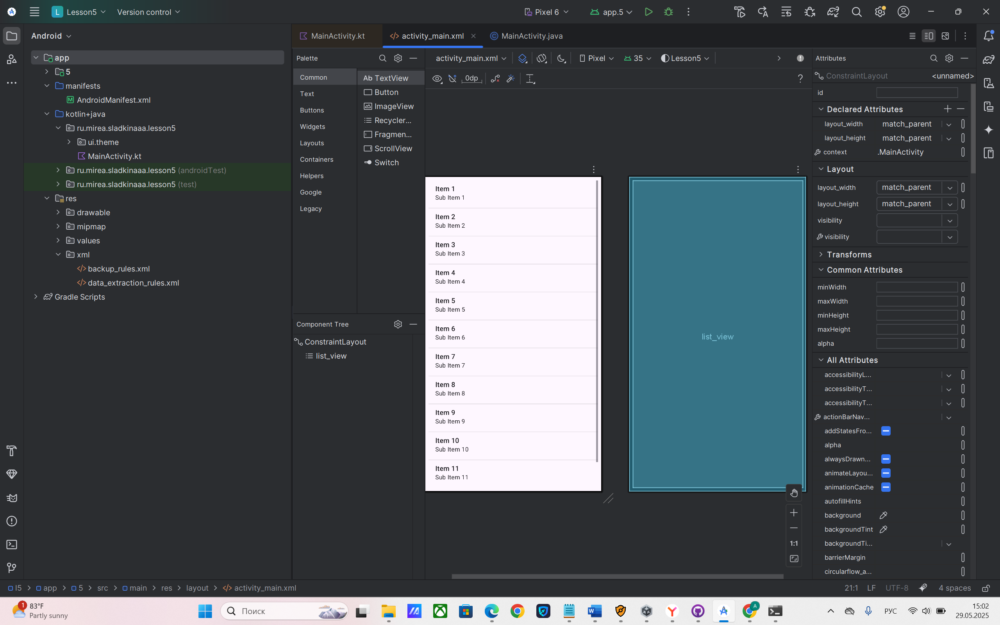 L Lesson5 Version control Pixel 6 app.5
Android
app
5
manifests
M AndroidManifest.xml
kotlin+java
ru.mirea.sladkinaaa.lesson5
ui.theme
MainActivity.kt
ru.mirea.sladkinaaa.lesson5 (androidTest)
ru.mirea.sladkinaaa.lesson5 (test)
res
drawable
mipmap
values
xml
backup_rules.xml
data_extraction_rules.xml
Gradle Scripts
MainActivity.kt activity_main.xml MainActivity.java
Palette
Common
Text
Buttons
Widgets
Layouts
Containers
Helpers
Google
Legacy
Ab TextView
Button
ImageView
Recycler...
Fragmen...
ScrollView
Switch
Component Tree
ConstraintLayout
list_view
activity_main.xml Pixel 35 Lesson5
0dp ?
Item 1
Sub Item 1
Item 2
Sub Item 2
Item 3
Sub Item 3
Item 4
Sub Item 4
Item 5
Sub Item 5
Item 6
Sub Item 6
Item 7
Sub Item 7
Item 8
Sub Item 8
Item 9
Sub Item 9
Item 10
Sub Item 10
Item 11
Sub Item 11
list_view
1:1
Attributes
ConstraintLayout <unnamed>
id
Declared Attributes
layout_width match_parent
layout_height match_parent
context .MainActivity
Layout
layout_width match_parent
layout_height match_parent
visibility
visibility
Transforms
Common Attributes
minWidth
maxWidth
minHeight
maxHeight
alpha
All Attributes
accessibilityL...
accessibilityT...
accessibilityT...
actionBarNav...
addStatesFro...
alpha
alwaysDrawn...
animateLayou...
animationCache
autofillHints
background
backgroundTint
backgroundTi...
barrierMargin
circularflow_a...
l5 > app > 5 > src > main > res > layout > activity_main.xml
21:1 LF UTF-8 4 spaces
1 83°F
Partly sunny
Поиск
A
РУС
15:02
29.05.2025